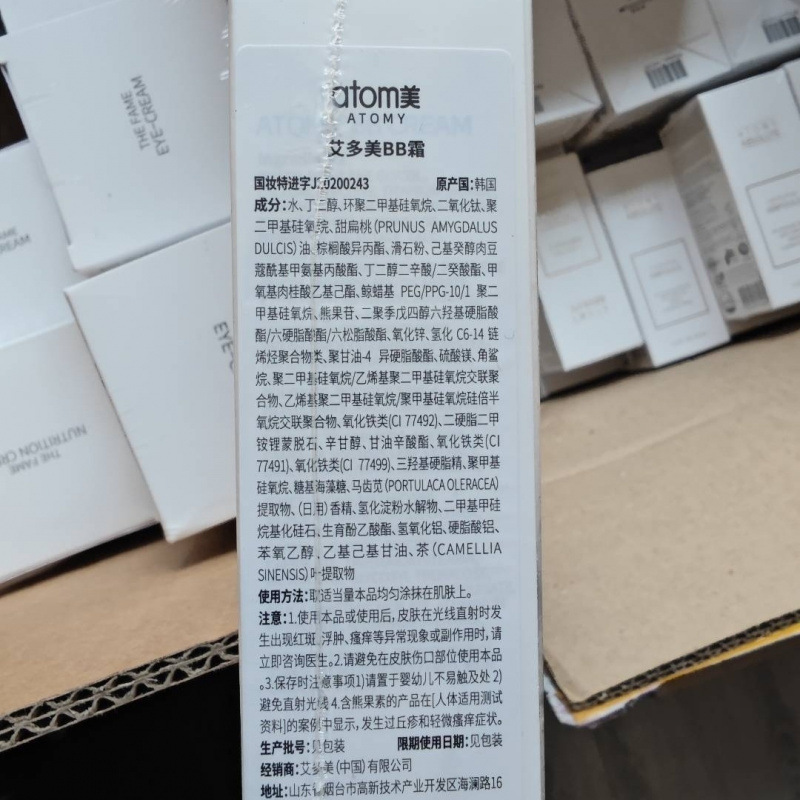 atom美
ATOMY
艾多美BB霜
国妆特进字J20200243 原产国:韩国
成分:水、丁二醇、环聚二甲基硅氧烷、二氧化钛、聚
二甲基硅氧烷、甜扁桃(PRUNUS AMYGDALUS
DULCIS)油、棕榈酸异丙酯、滑石粉、己基癸醇肉豆
蔻酰基甲氨基丙酸酯、丁二醇二辛酸/二癸酸酯、甲
氧基肉桂酸乙基己酯、鲸蜡基 PEG/PPG-10/1 聚二
甲基硅氧烷、熊果苷、二聚季戊四醇六羟基硬脂酸
酯/六硬脂酸酯/六松脂酸酯、氧化锌、氢化 C6-14 链
烯烃聚合物类、聚甘油-4 异硬脂酸酯、硫酸镁、角鲨
烷、聚二甲基硅氧烷/乙烯基聚二甲基硅氧烷交联聚
合物、乙烯基聚二甲基硅氧烷/聚甲基硅氧烷硅倍半
氧烷交联聚合物、氧化铁类(CI 77492)、二硬脂二甲
铵锂蒙脱石、辛甘醇、甘油辛酸酯、氧化铁类(CI
77491)、氧化铁类(CI 77499)、三羟基硬脂精、聚甲基
硅氧烷、糖基海藻糖、马齿苋(PORTULACA OLERACEA)
提取物、(日用)香精、氢化淀粉水解物、二甲基甲硅
烷基化硅石、生育酚乙酸酯、氢氧化铝、硬脂酸铝、
苯氧乙醇、乙基己基甘油、茶(CAMELLIA
SINENSIS)叶提取物
使用方法:取适当量本品均匀涂抹在肌肤上。
注意:1.使用本品或使用后,皮肤在光线直射时发
生出现红斑、浮肿、瘙痒等异常现象或副作用时,请
立即咨询医生。2.请避免在皮肤伤口部位使用本品
。3.保存时注意事项1)请置于婴幼儿不易触及处 2)
避免直射光线 4.含熊果素的产品在[人体适用测试
资料]的案例中显示,发生过丘疹和轻微瘙痒症状。
生产批号:见包装 限期使用日期:见包装
经销商:艾多美(中国)有限公司
地址:山东省烟台市高新技术产业开发区海澜路16
THE FAME
EYE-CREAM
THE FAME
NUTRITION CR